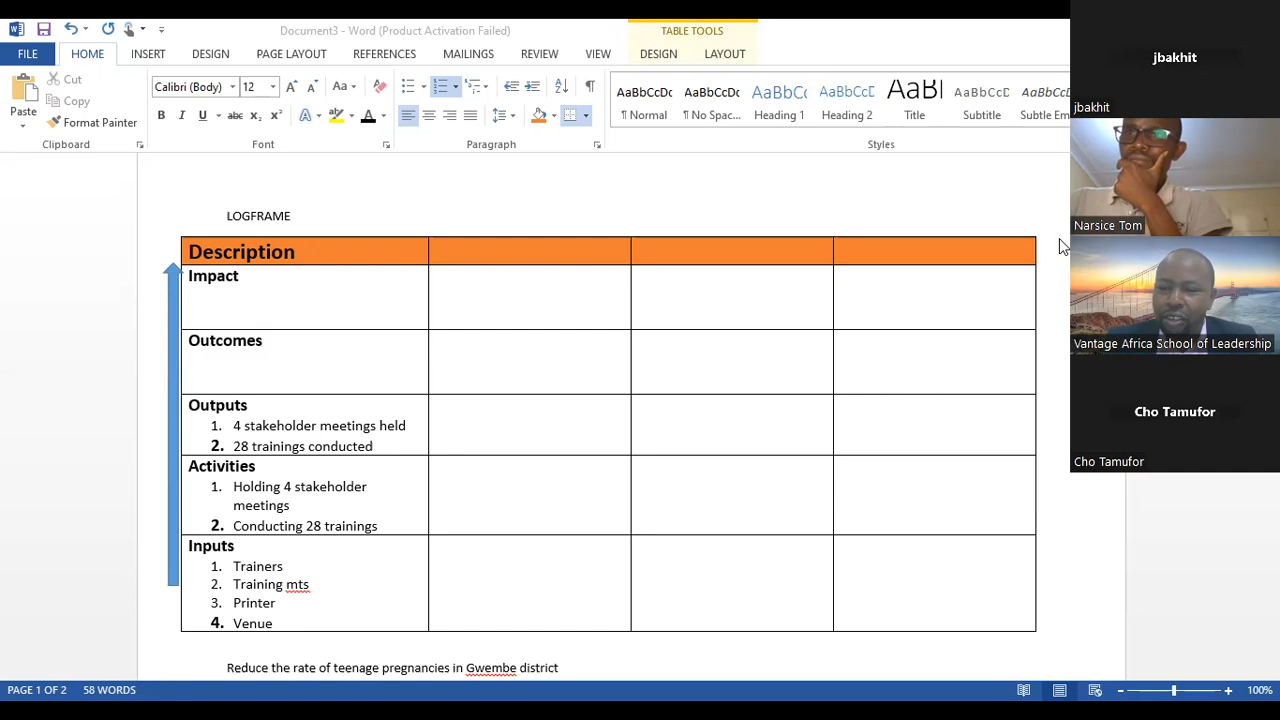 Document3 - Word (Product Activation Failed)
TABLE TOOLS
FILE
HOME
INSERT
DESIGN
PAGE LAYOUT
REFERENCES
MAILINGS
REVIEW
VIEW
DESIGN
LAYOUT
Paste
Cut
Copy
Format Painter
Clipboard
Calibri (Body)
12
Font
Paragraph
AaBbCcDc
¶ Normal
AaBbCcDc
¶ No Spac...
AaBbCc
Heading 1
AaBbCcD
Heading 2
AaBl
Title
AaBbCcD
Subtitle
AaBbCcD
Subtle Em
Styles
LOGFRAME
Description
Impact
Outcomes
Outputs
1. 4 stakeholder meetings held
2. 28 trainings conducted
Activities
1. Holding 4 stakeholder
meetings
2. Conducting 28 trainings
Inputs
1. Trainers
2. Training mts
3. Printer
4. Venue
Reduce the rate of teenage pregnancies in Gwembe district
PAGE 1 OF 2
58 WORDS
100%
jbakhit
jbakhit
Narsice Tom
Vantage Africa School of Leadership
Cho Tamufor
Cho Tamufor